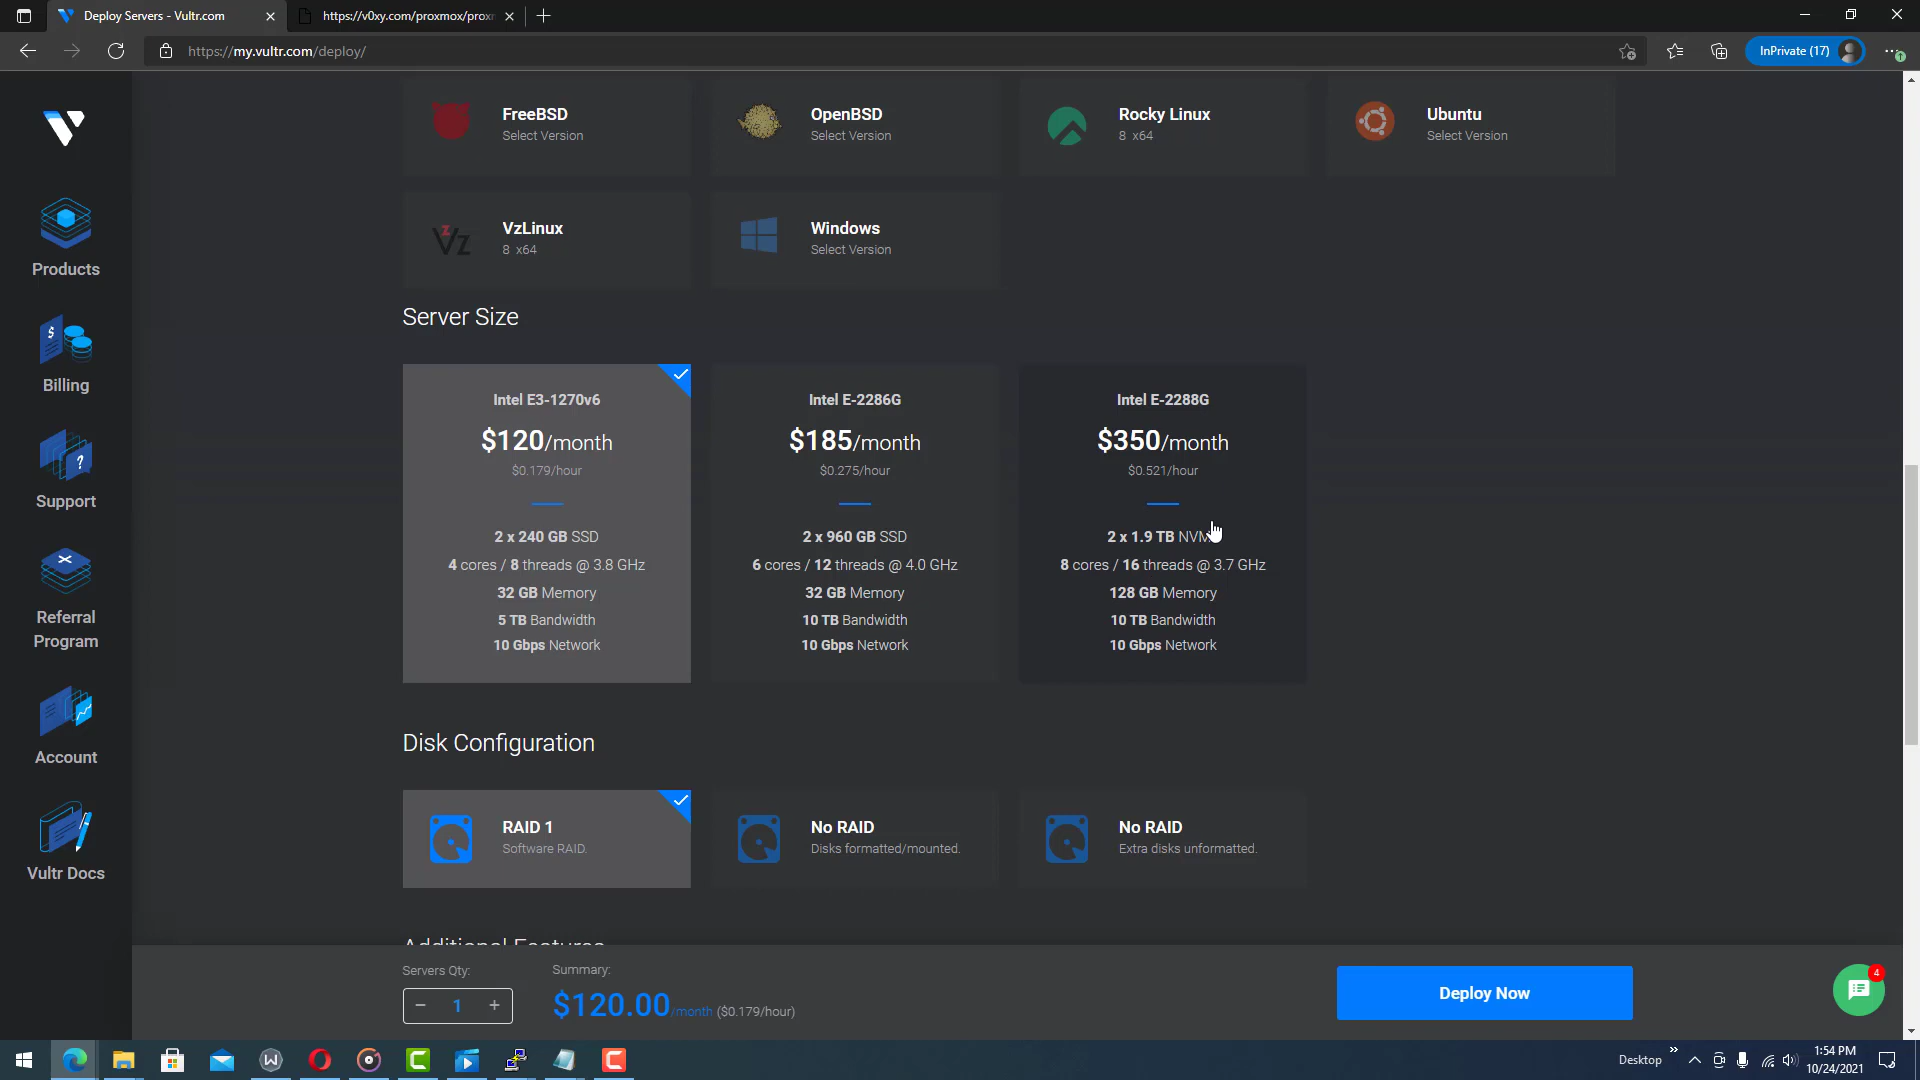 Deploy Servers - Vultr.com
https://v0xy.com/proxmox/proxm
https://my.vultr.com/deploy/
InPrivate (17)
FreeBSD
Select Version
OpenBSD
Select Version
Rocky Linux
8 x64
Ubuntu
Select Version
VzLinux
8 x64
Windows
Select Version
Products
Billing
Support
Referral
Program
Account
Vultr Docs
Server Size
Intel E3-1270v6
$120/month
$0.179/hour
2 x 240 GB SSD
4 cores / 8 threads @ 3.8 GHz
32 GB Memory
5 TB Bandwidth
10 Gbps Network
Intel E-2286G
$185/month
$0.275/hour
2 x 960 GB SSD
6 cores / 12 threads @ 4.0 GHz
32 GB Memory
10 TB Bandwidth
10 Gbps Network
Intel E-2288G
$350/month
$0.521/hour
2 x 1.9 TB NVM
8 cores / 16 threads @ 3.7 GHz
128 GB Memory
10 TB Bandwidth
10 Gbps Network
Disk Configuration
RAID 1
Software RAID.
No RAID
Disks formatted/mounted.
No RAID
Extra disks unformatted.
Additional Features
Servers Qty:
1
Summary:
$120.00/month ($0.179/hour)
Deploy Now
4
Desktop
1:54 PM
10/24/2021